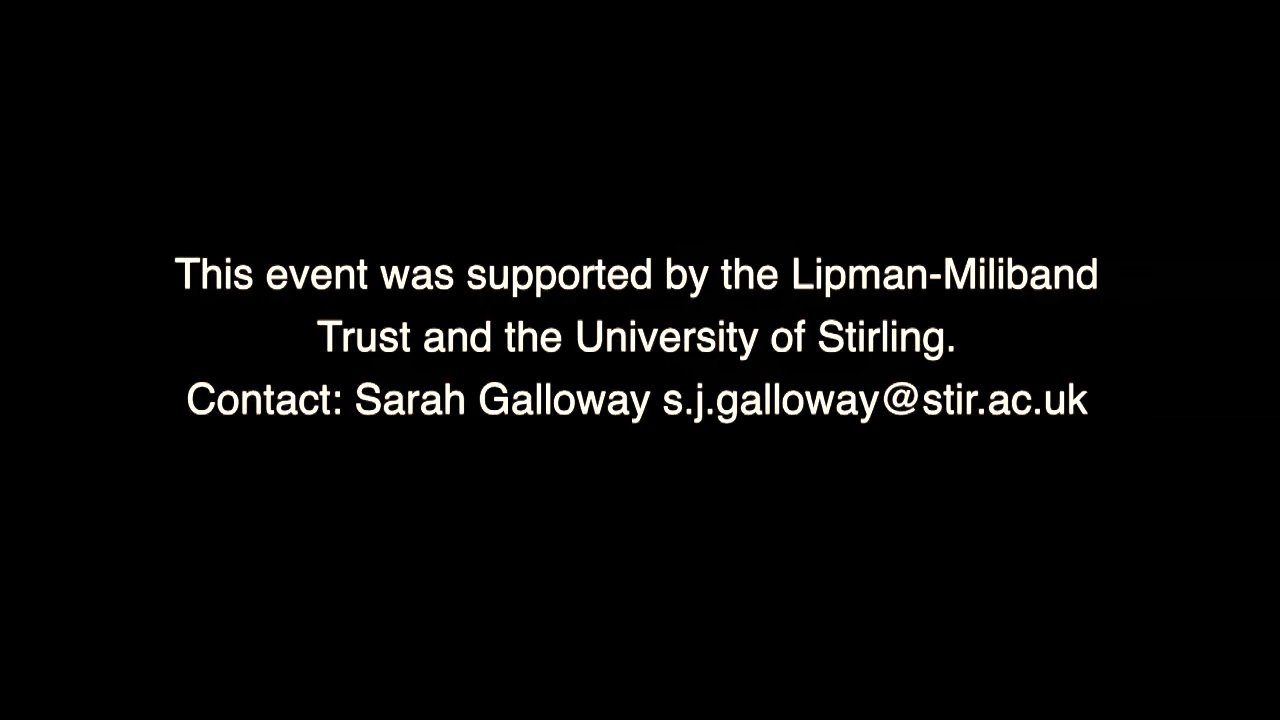 This event was supported by the Lipman-Miliband
Trust and the University of Stirling.
Contact: Sarah Galloway s.j.galloway@stir.ac.uk